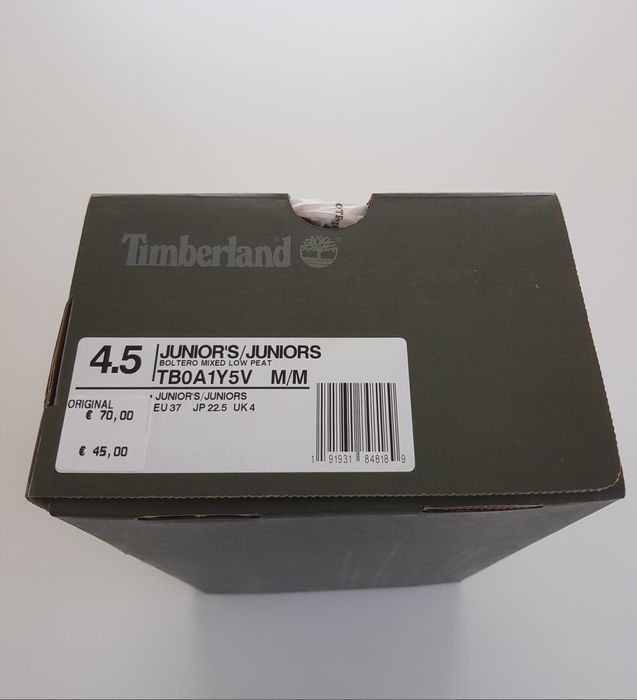 Timberland
4.5
JUNIOR'S/JUNIORS
BOLTERO MIXED LOW PEAT
TB0A1Y5V M/M
JUNIOR'S/JUNIORS
EU 37 JP 22.5 UK 4
ORIGINAL
€ 70,00
€ 45,00
1 91931 84818 9